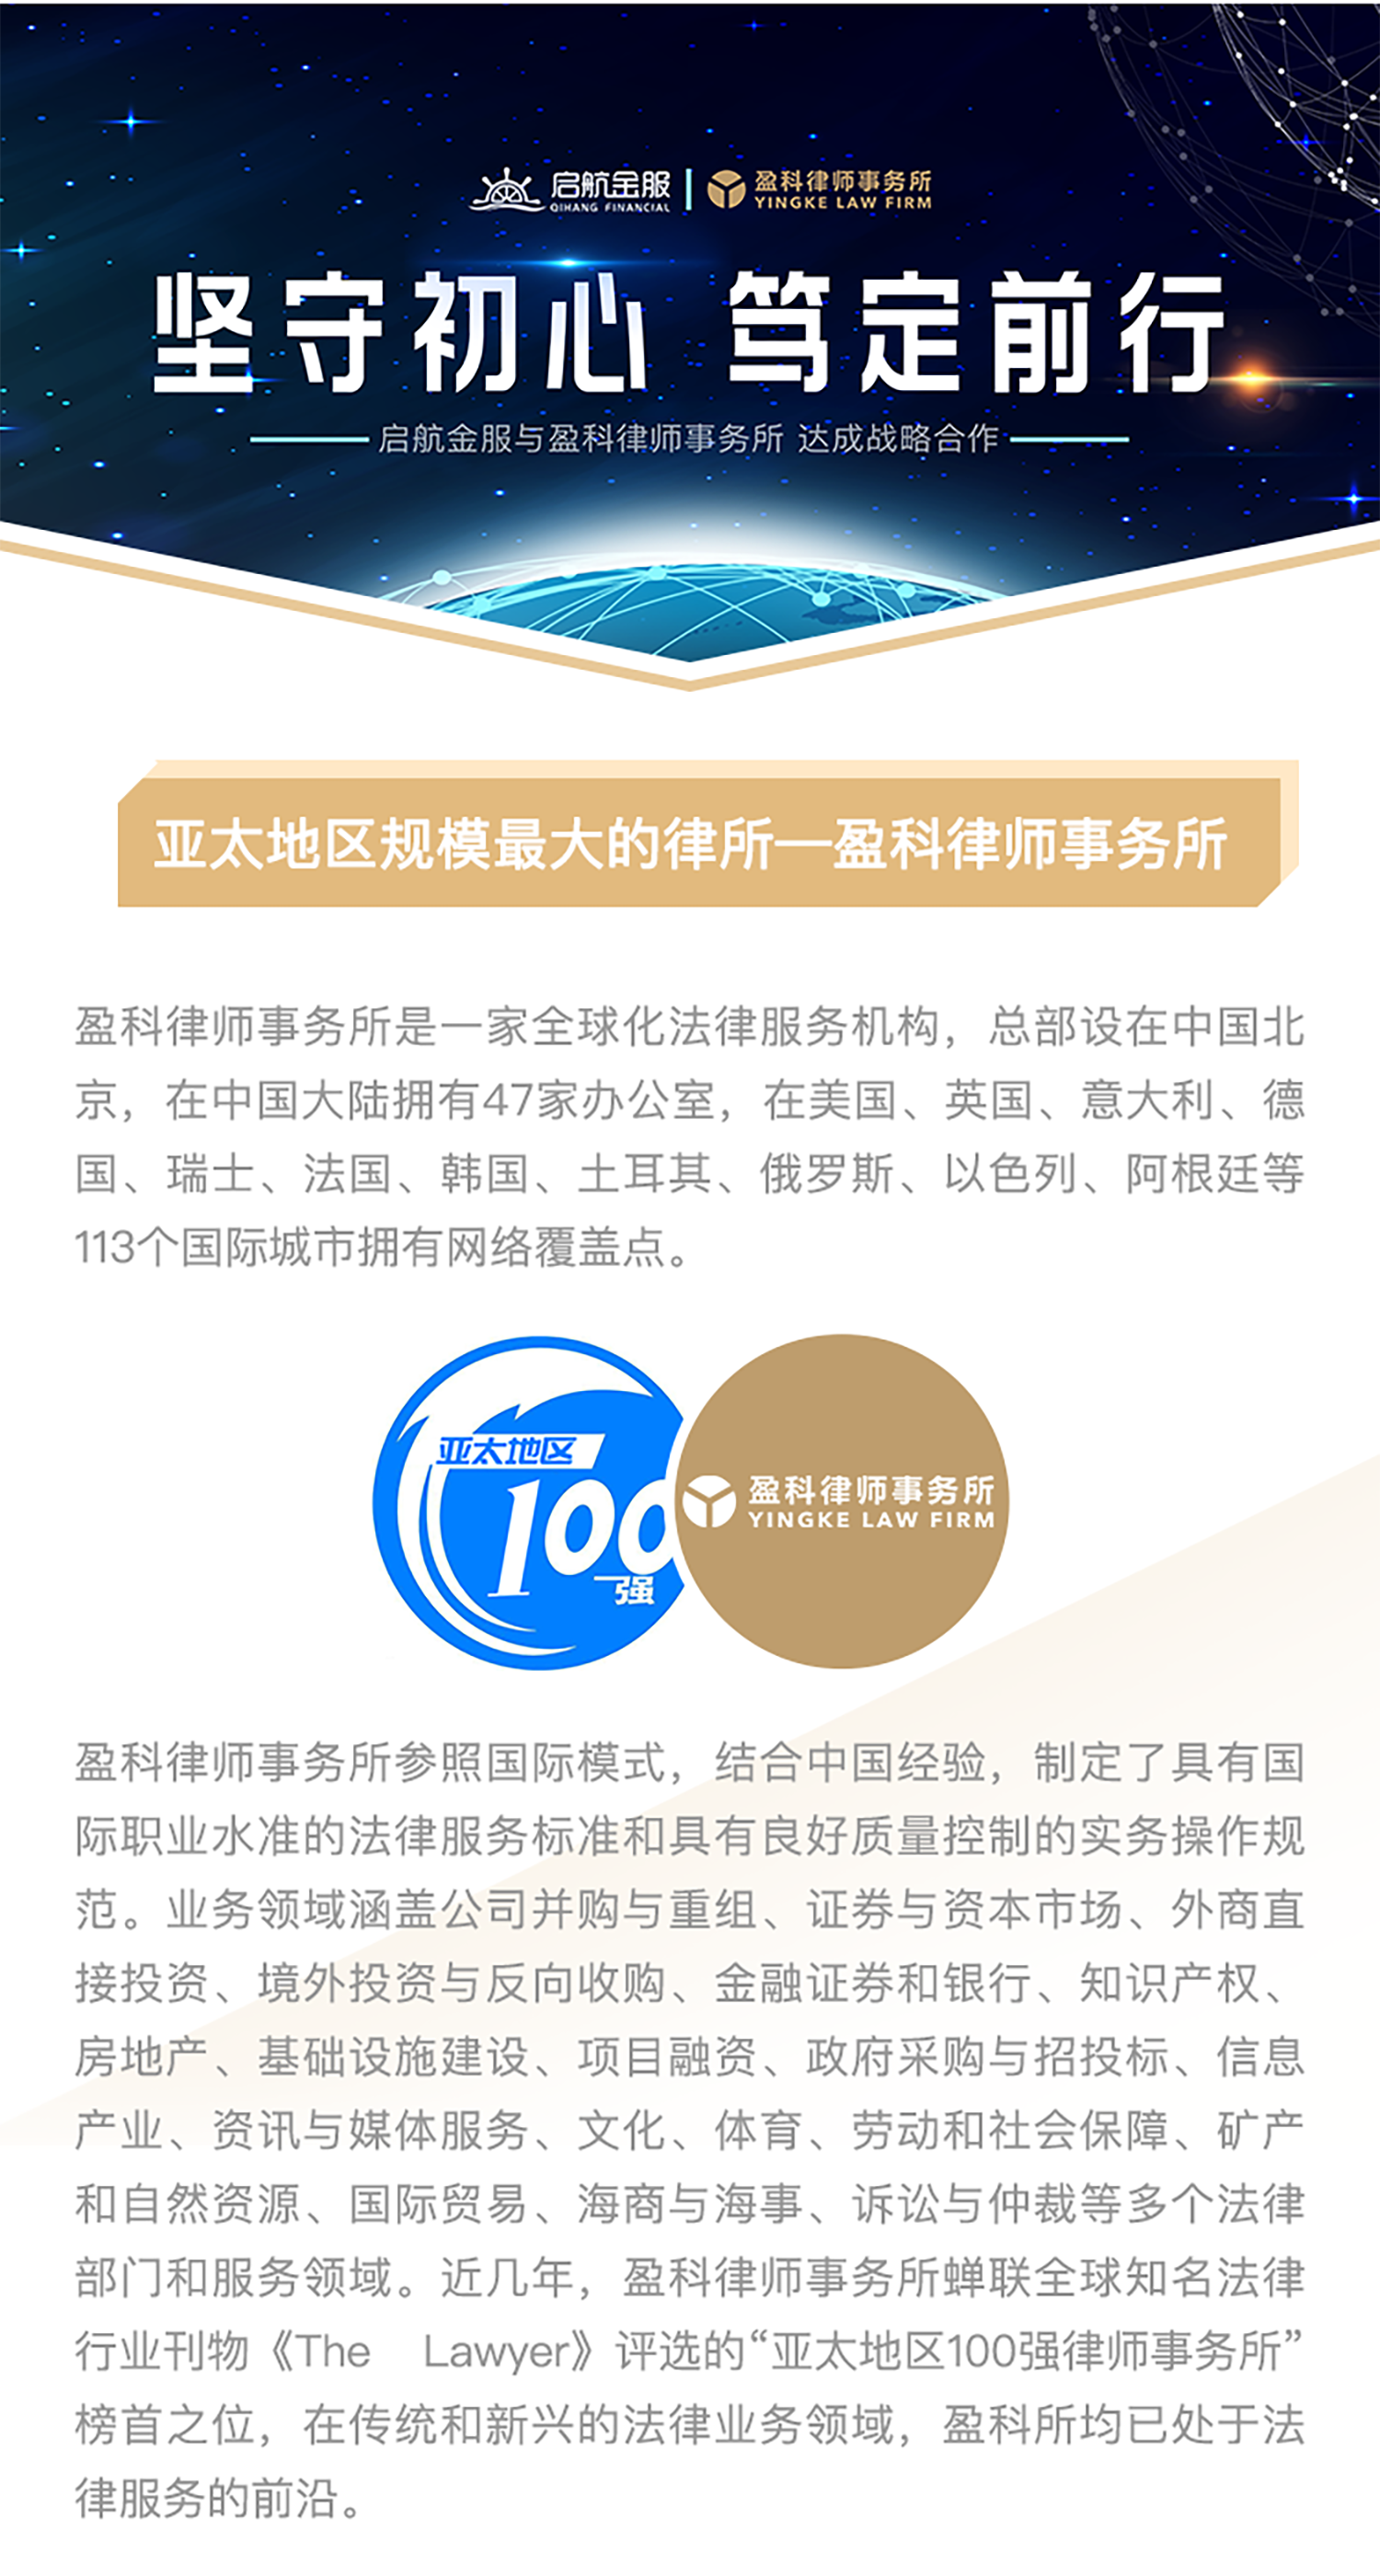 启航金服
QIHANG FINANCIAL
盈科律师事务所
YINGKE LAW FIRM
坚守初心 笃定前行
启航金服与盈科律师事务所 达成战略合作
亚太地区规模最大的律所—盈科律师事务所
盈科律师事务所是一家全球化法律服务机构，总部设在中国北
京，在中国大陆拥有47家办公室，在美国、英国、意大利、德
国、瑞士、法国、韩国、土耳其、俄罗斯、以色列、阿根廷等
113个国际城市拥有网络覆盖点。
亚太地区
100
强
盈科律师事务所
YINGKE LAW FIRM
盈科律师事务所参照国际模式，结合中国经验，制定了具有国
际职业水准的法律服务标准和具有良好质量控制的实务操作规
范。业务领域涵盖公司并购与重组、证券与资本市场、外商直
接投资、境外投资与反向收购、金融证券和银行、知识产权、
房地产、基础设施建设、项目融资、政府采购与招投标、信息
产业、资讯与媒体服务、文化、体育、劳动和社会保障、矿产
和自然资源、国际贸易、海商与海事、诉讼与仲裁等多个法律
部门和服务领域。近几年，盈科律师事务所蝉联全球知名法律
行业刊物《The Lawyer》评选的“亚太地区100强律师事务所”
榜首之位，在传统和新兴的法律业务领域，盈科所均已处于法
律服务的前沿。